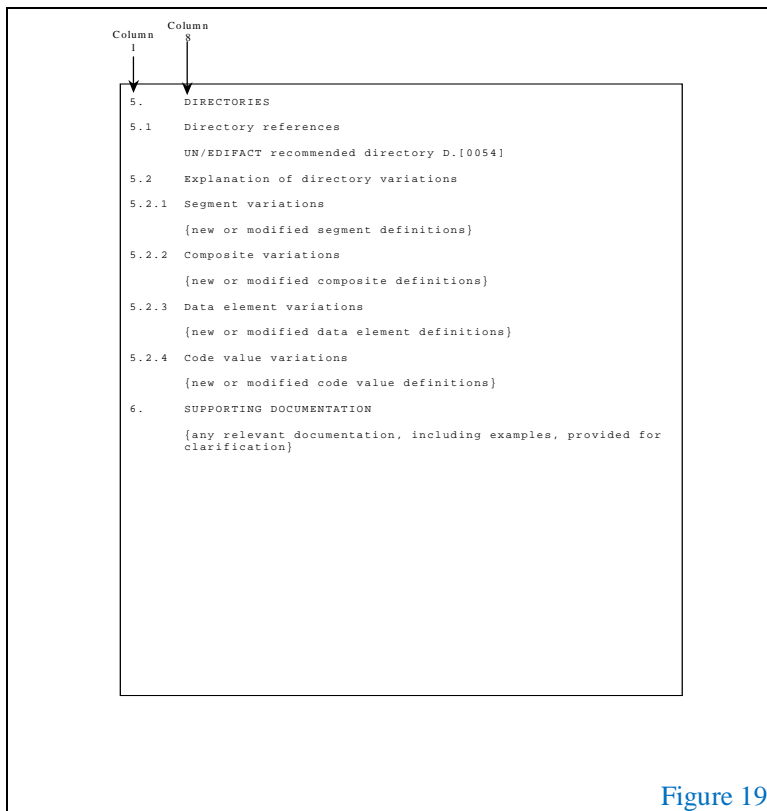 Column
1
Column
8
5. DIRECTORIES
5.1 Directory references
UN/EDIFACT recommended directory D.[0054]
5.2 Explanation of directory variations
5.2.1 Segment variations
{new or modified segment definitions}
5.2.2 Composite variations
{new or modified composite definitions}
5.2.3 Data element variations
{new or modified data element definitions}
5.2.4 Code value variations
{new or modified code value definitions}
6. SUPPORTING DOCUMENTATION
{any relevant documentation, including examples, provided for
clarification}
Figure 19